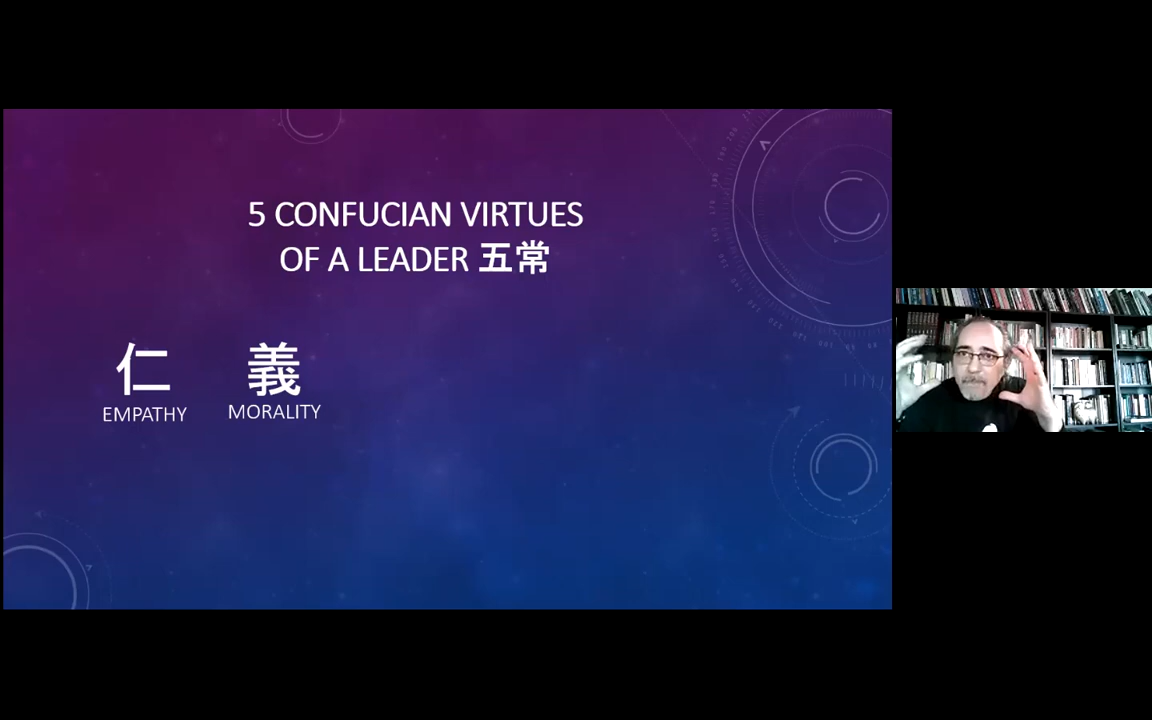 5 CONFUCIAN VIRTUES
OF A LEADER 五常
仁 義
EMPATHY MORALITY